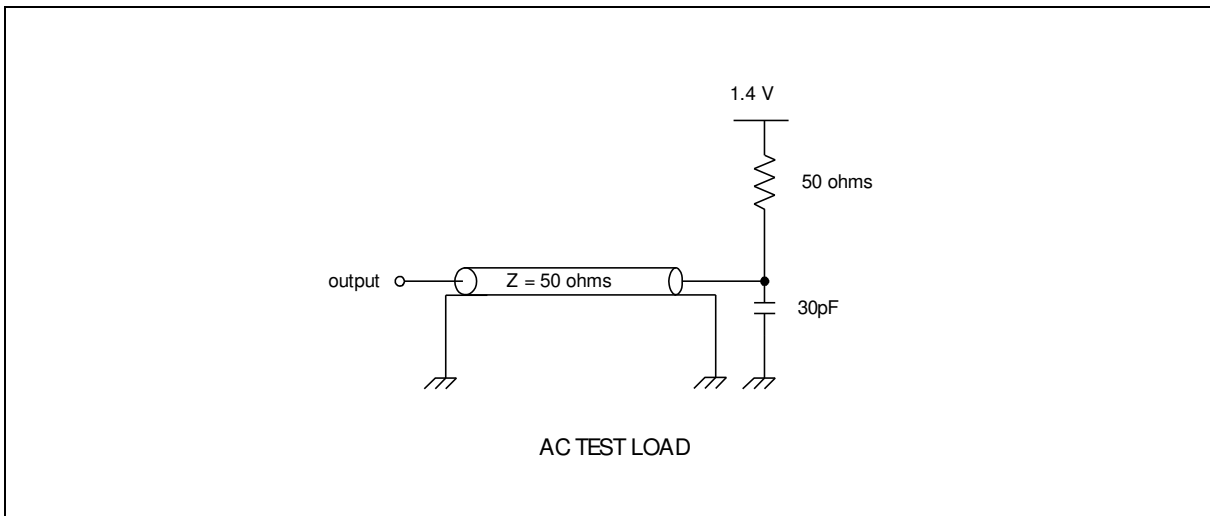 1.4 V
50 ohms
output
Z = 50 ohms
30pF
AC TEST LOAD